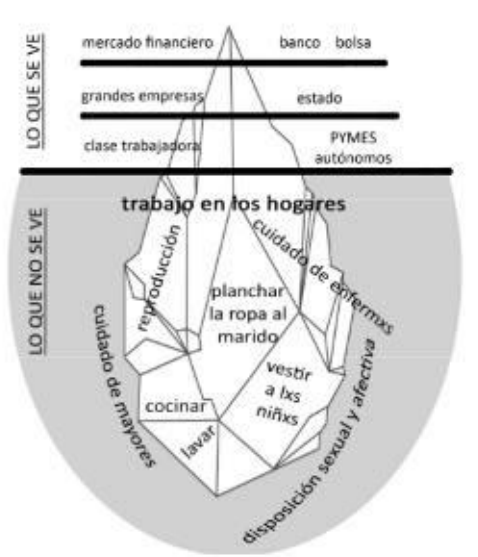 LO QUE SE VE
mercado financiero
banco
bolsa
grandes empresas
estado
clase trabajadora
PYMES
autónomos
LO QUE NO SE VE
trabajo en los hogares
reproducción
cuidado de enfermxs
planchar
la ropa al
marido
vestir
a lxs
niñxs
cuidado de mayores
cocinar
lavar
disposición sexual y afectiva